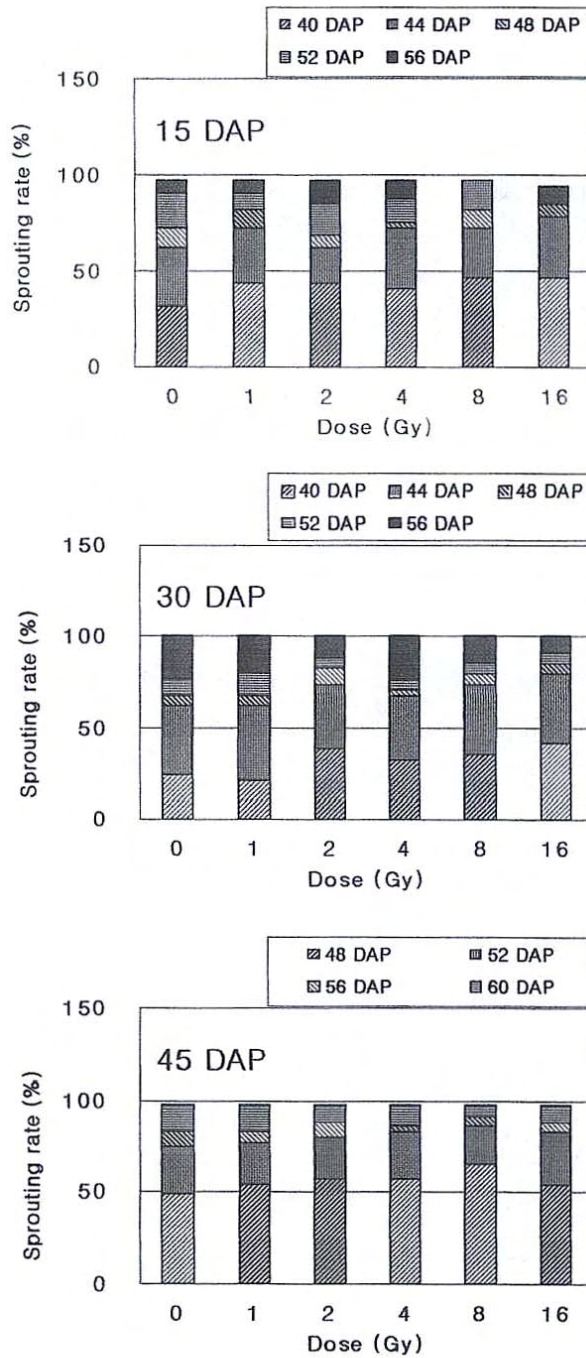 40 DAP 44 DAP 48 DAP
52 DAP 56 DAP
150
15 DAP
100
50
0
Sprouting rate (%)
0 1 2 4 8 16
Dose (Gy)
40 DAP 44 DAP 48 DAP
52 DAP 56 DAP
150
30 DAP
100
50
0
Sprouting rate (%)
0 1 2 4 8 16
Dose (Gy)
48 DAP 52 DAP
56 DAP 60 DAP
150
45 DAP
100
50
0
Sprouting rate (%)
0 1 2 4 8 16
Dose (Gy)